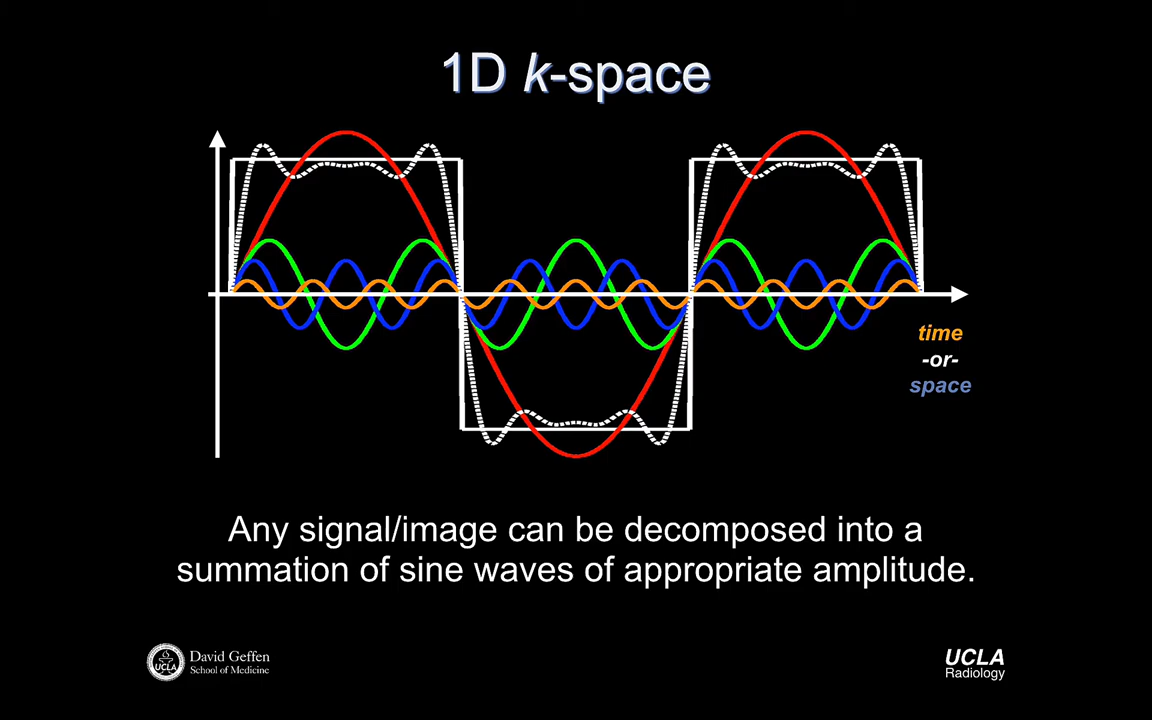 1D k-space
time
-or-
space
Any signal/image can be decomposed into a
summation of sine waves of appropriate amplitude.
UCLA
David Geffen
School of Medicine
UCLA
Radiology